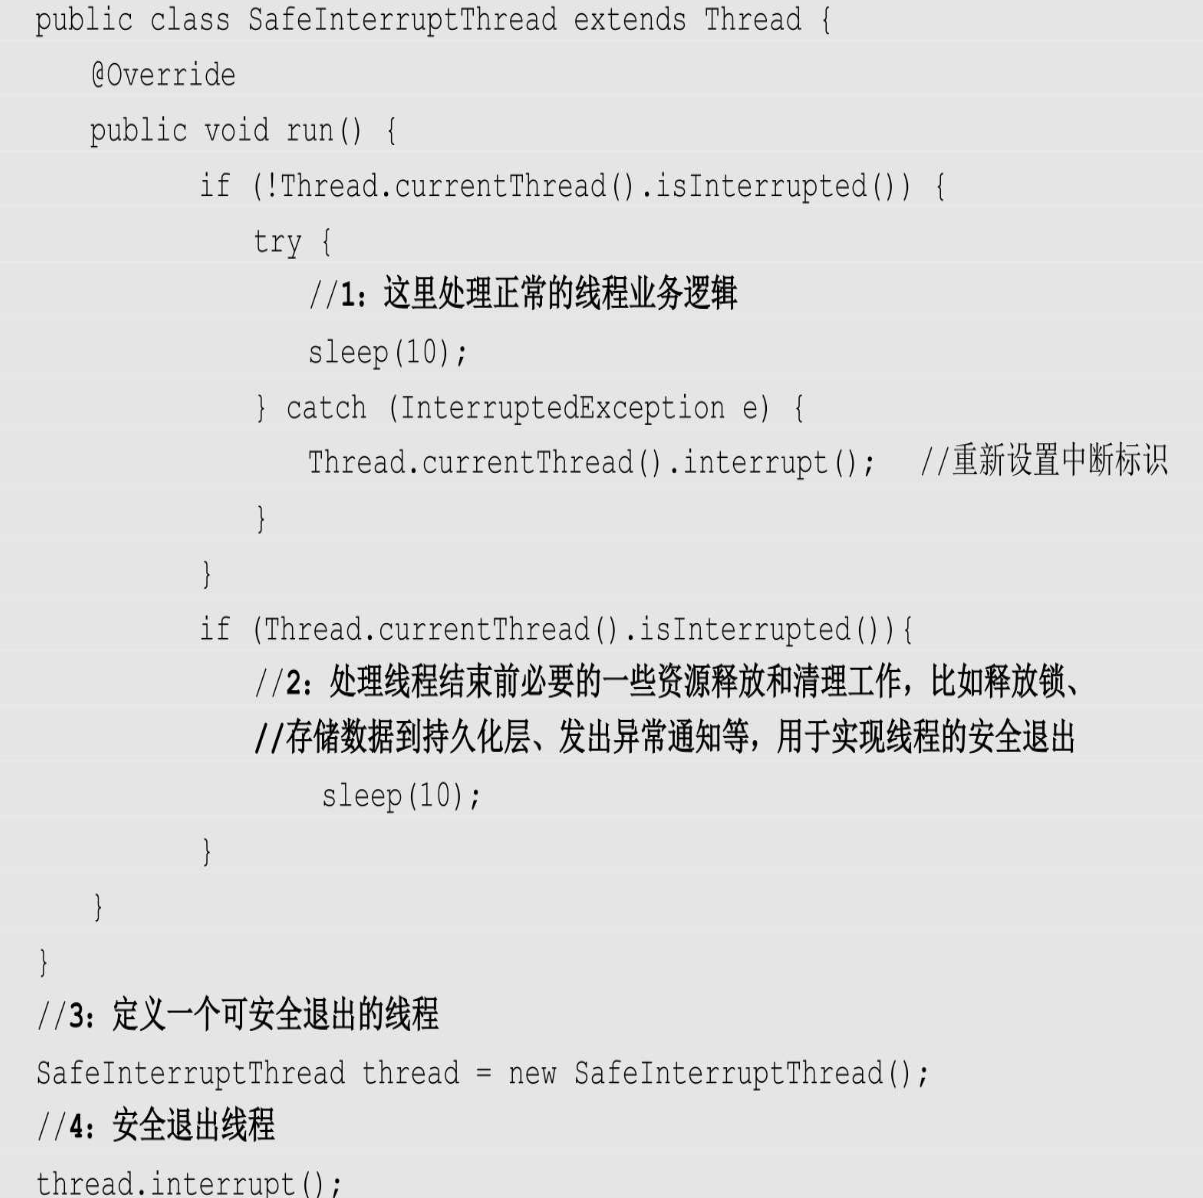 public class SafeInterruptThread extends Thread {
@Override
public void run() {
if (!Thread.currentThread().isInterrupted()) {
try {
//1：这里处理正常的线程业务逻辑
sleep(10);
} catch (InterruptedException e) {
Thread.currentThread().interrupt(); //重新设置中断标识
}
}
if (Thread.currentThread().isInterrupted()){
//2：处理线程结束前必要的一些资源释放和清理工作，比如释放锁、
//存储数据到持久化层、发出异常通知等，用于实现线程的安全退出
sleep(10);
}
}
}
//3：定义一个可安全退出的线程
SafeInterruptThread thread = new SafeInterruptThread();
//4：安全退出线程
thread.interrupt();